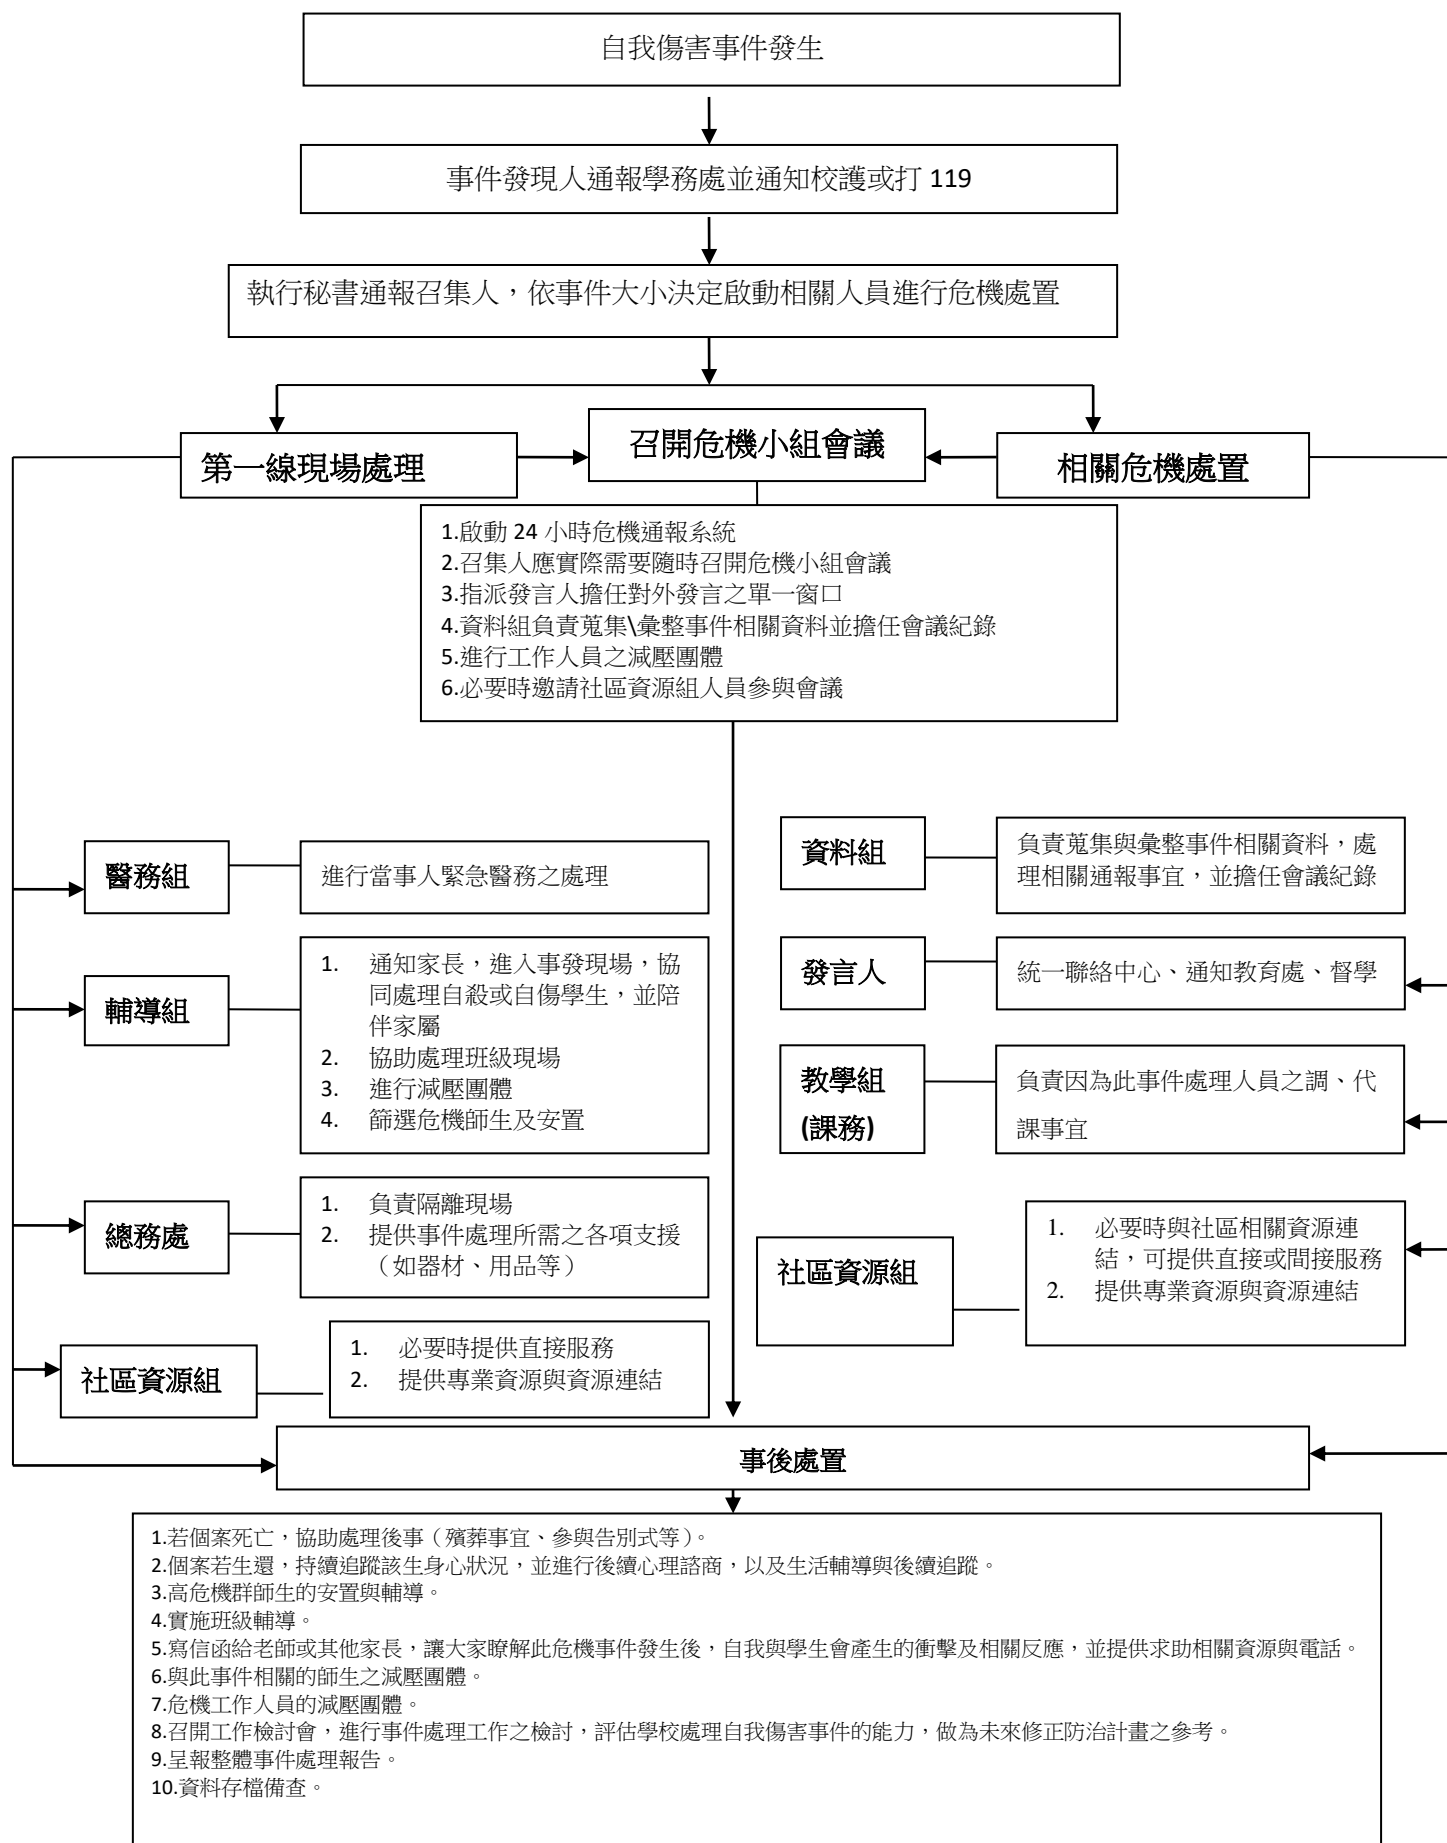 自我傷害事件發生
事件發現人通報學務處並通知校護或打 119
執行秘書通報召集人，依事件大小決定啟動相關人員進行危機處置
第一線現場處理
召開危機小組會議
相關危機處置
1.啟動 24 小時危機通報系統
2.召集人應實際需要隨時召開危機小組會議
3.指派發言人擔任對外發言之單一窗口
4.資料組負責蒐集\彙整事件相關資料並擔任會議紀錄
5.進行工作人員之減壓團體
6.必要時邀請社區資源組人員參與會議
醫務組
進行當事人緊急醫務之處理
輔導組
1. 通知家長，進入事發現場，協
同處理自殺或自傷學生，並陪
伴家屬
2. 協助處理班級現場
3. 進行減壓團體
4. 篩選危機師生及安置
總務處
1. 負責隔離現場
2. 提供事件處理所需之各項支援
（如器材、用品等）
社區資源組
1. 必要時提供直接服務
2. 提供專業資源與資源連結
資料組
負責蒐集與彙整事件相關資料，處
理相關通報事宜，並擔任會議紀錄
發言人
統一聯絡中心、通知教育處、督學
教學組
(課務)
負責因為此事件處理人員之調、代
課事宜
社區資源組
1. 必要時與社區相關資源連
結，可提供直接或間接服務
2. 提供專業資源與資源連結
事後處置
1.若個案死亡，協助處理後事（殯葬事宜、參與告別式等）。
2.個案若生還，持續追蹤該生身心狀況，並進行後續心理諮商，以及生活輔導與後續追蹤。
3.高危機群師生的安置與輔導。
4.實施班級輔導。
5.寫信函給老師或其他家長，讓大家瞭解此危機事件發生後，自我與學生會產生的衝擊及相關反應，並提供求助相關資源與電話。
6.與此事件相關的師生之減壓團體。
7.危機工作人員的減壓團體。
8.召開工作檢討會，進行事件處理工作之檢討，評估學校處理自我傷害事件的能力，做為未來修正防治計畫之參考。
9.呈報整體事件處理報告。
10.資料存檔備查。